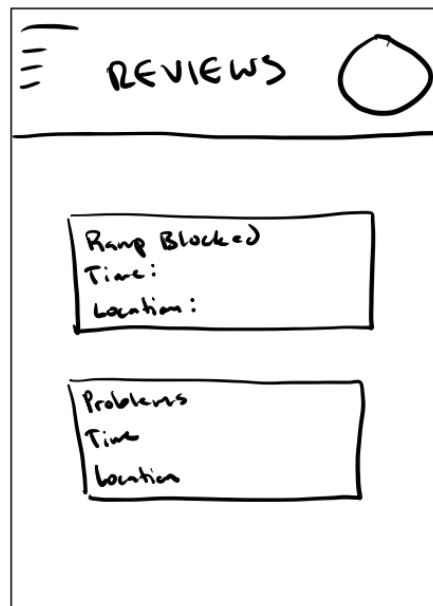 REVIEWS
Ramp Blocked
Time:
Location:
Problems
Time
Location